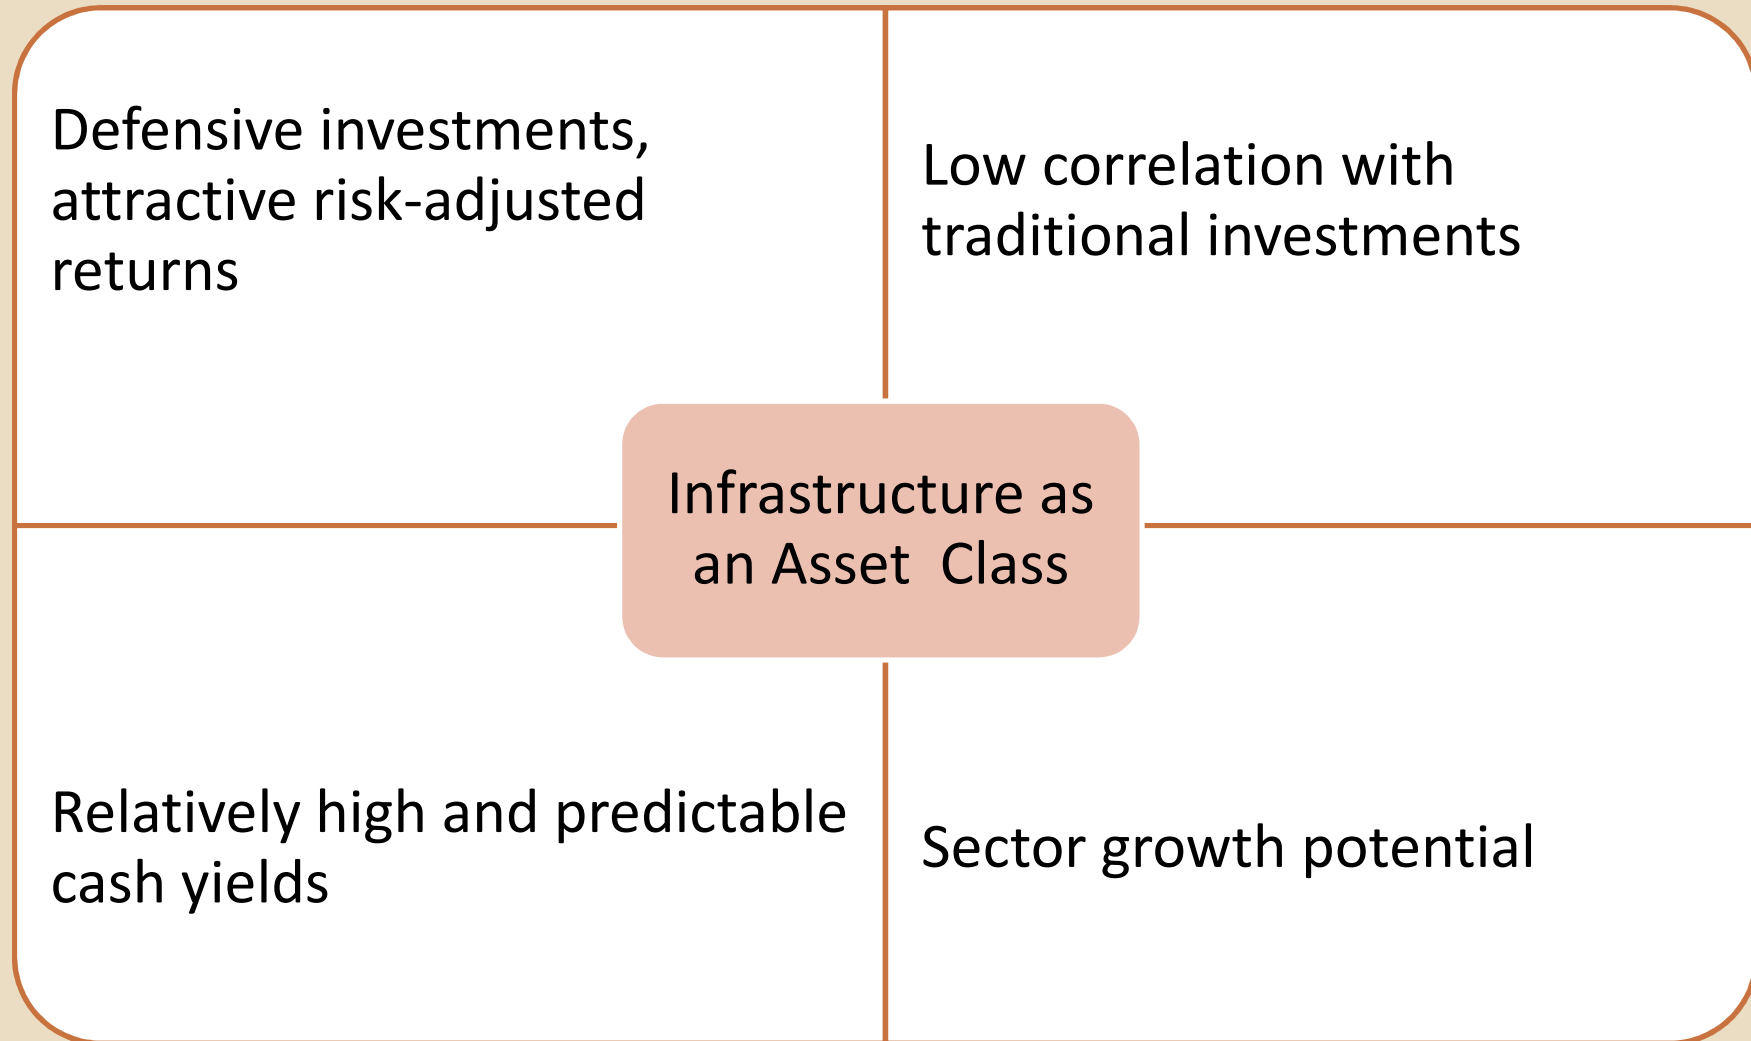 Defensive investments,
attractive risk-adjusted
returns
Low correlation with
traditional investments
Infrastructure as
an Asset  Class
Relatively high and predictable
cash yields
Sector growth potential